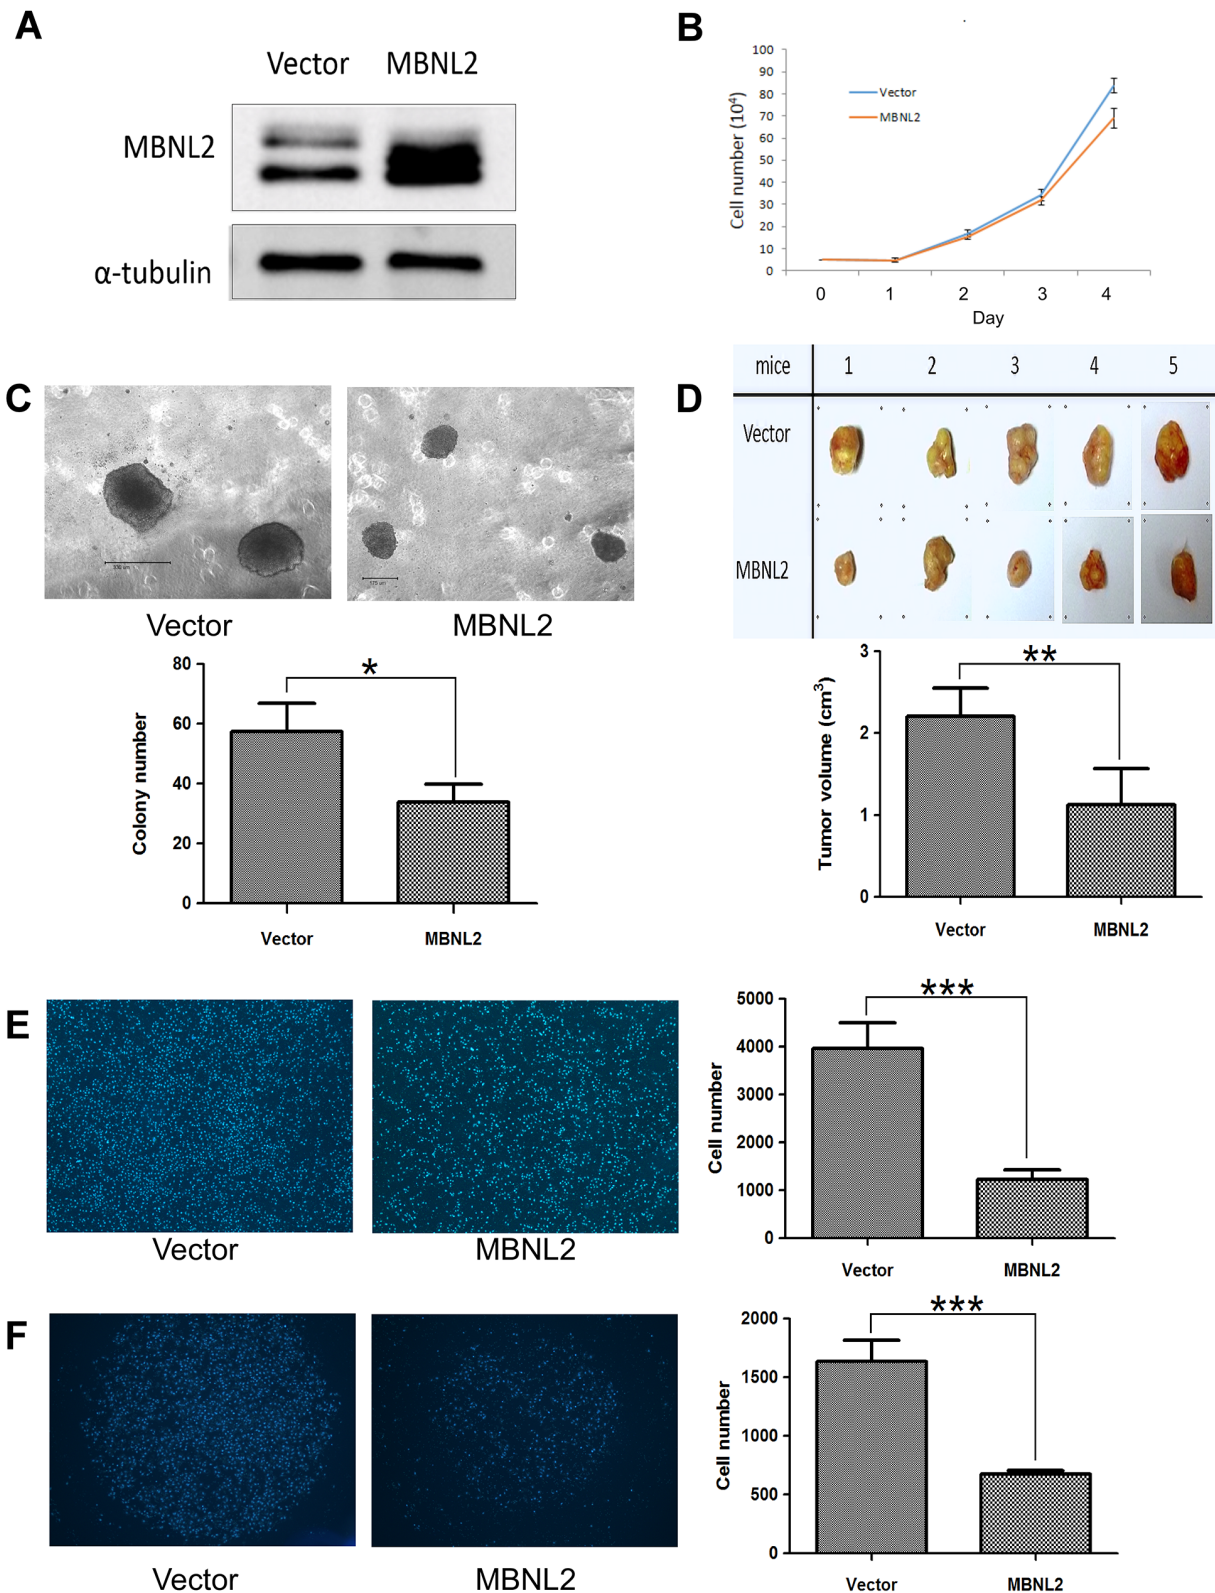 A
Vector MBNL2
MBNL2
α-tubulin
B
100
90
80
70
60
50
40
30
20
10
0
Cell number (10⁴)
Vector
MBNL2
0 1 2 3 4
Day
C
Vector MBNL2
80
60
40
20
0
Colony number
*
Vector MBNL2
D
mice 1 2 3 4 5
Vector
MBNL2
3
2
1
0
Tumor volume (cm³)
**
Vector MBNL2
E
Vector MBNL2
5000
4000
3000
2000
1000
0
Cell number
***
Vector MBNL2
F
Vector MBNL2
2000
1500
1000
500
0
Cell number
***
Vector MBNL2